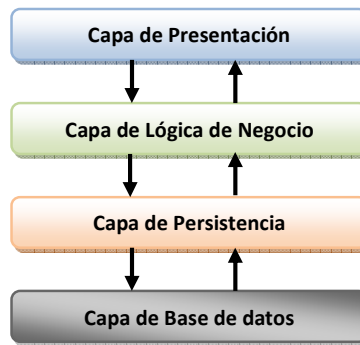 Capa de Presentación
Capa de Lógica de Negocio
Capa de Persistencia
Capa de Base de datos